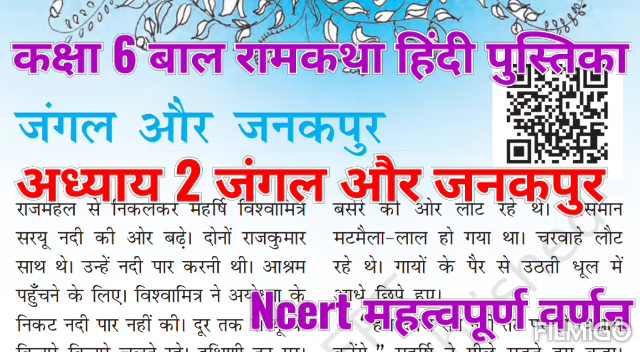 कक्षा 6 बाल रामकथा हिंदी पुस्तिका
जंगल और जनकपुर
अध्याय 2 जंगल और जनकपुर
राजमहल से निकलकर महर्षि विश्वामित्र
सरयू नदी की ओर बढ़े। दोनों राजकुमार
साथ थे। उन्हें नदी पार करनी थी। आश्रम
पहुँचने के लिए। विश्वामित्र ने
निकट नदी पार नहीं की। दूर तक
बसेरे की ओर लौट रहे थे। समान
मटमैला-लाल हो गया था। चरवाहे लौट
रहे थे। गायों के पैर से उठती धूल में
Ncert महत्वपूर्ण वर्णन
FILMIGO